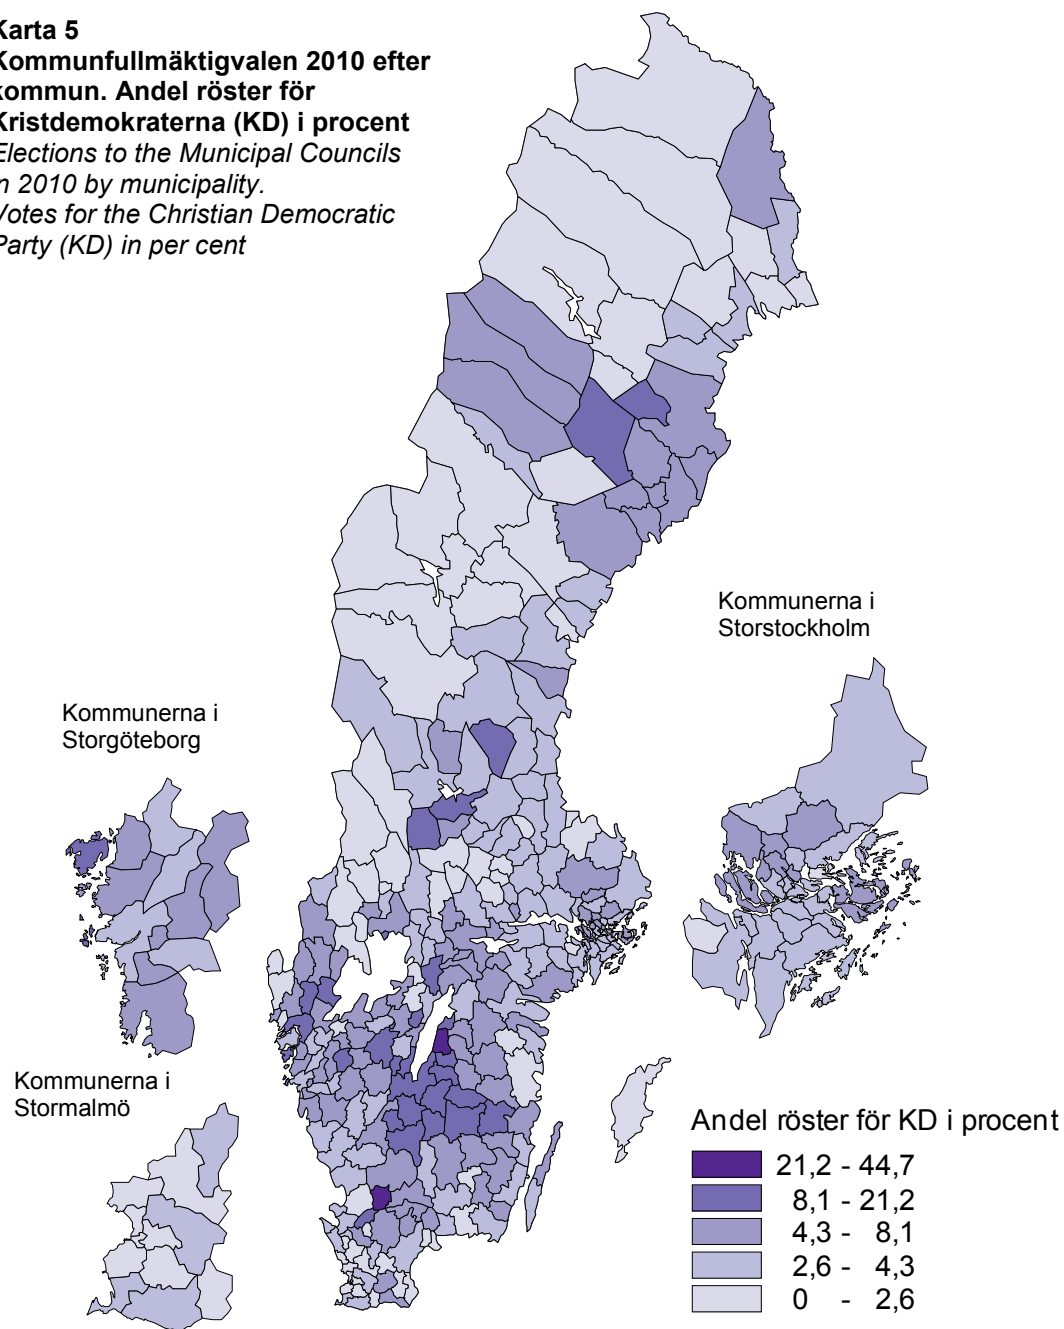 Karta 5
Kommunfullmäktigvalen 2010 efter
kommun. Andel röster för
Kristdemokraterna (KD) i procent
Elections to the Municipal Councils
in 2010 by municipality.
Votes for the Christian Democratic
Party (KD) in per cent
Kommunerna i
Storstockholm
Kommunerna i
Storgöteborg
Kommunerna i
Stormalmö
Andel röster för KD i procent
21,2 - 44,7
8,1 - 21,2
4,3 - 8,1
2,6 - 4,3
0 - 2,6